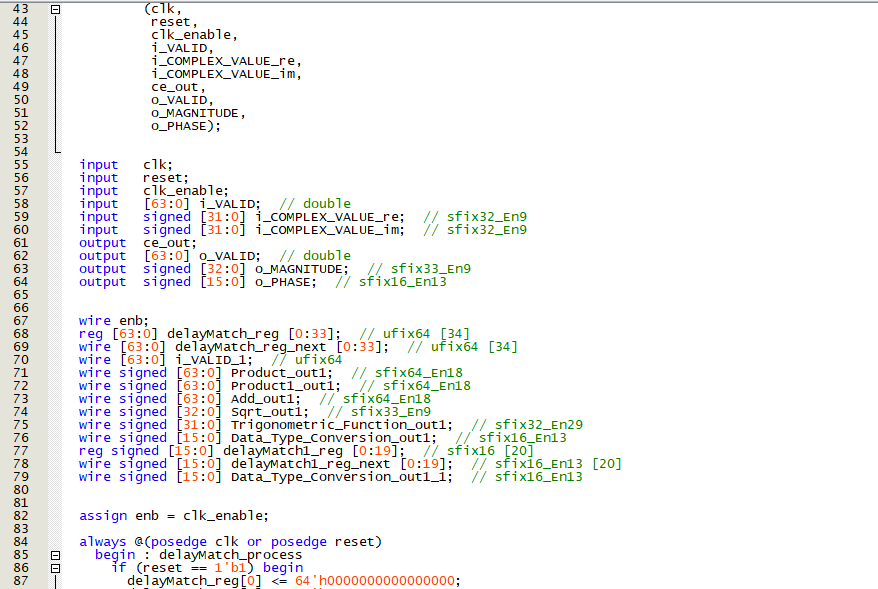 43 (clk,
44 reset,
45 clk_enable,
46 i_VALID,
47 i_COMPLEX_VALUE_re,
48 i_COMPLEX_VALUE_im,
49 ce_out,
50 o_VALID,
51 o_MAGNITUDE,
52 o_PHASE);
53
54
55 input clk;
56 input reset;
57 input clk_enable;
58 input [63:0] i_VALID; // double
59 input signed [31:0] i_COMPLEX_VALUE_re; // sfix32_En9
60 input signed [31:0] i_COMPLEX_VALUE_im; // sfix32_En9
61 output ce_out;
62 output [63:0] o_VALID; // double
63 output signed [32:0] o_MAGNITUDE; // sfix33_En9
64 output signed [15:0] o_PHASE; // sfix16_En13
65
66
67 wire enb;
68 reg [63:0] delayMatch_reg [0:33]; // ufix64 [34]
69 wire [63:0] delayMatch_reg_next [0:33]; // ufix64 [34]
70 wire [63:0] i_VALID_1; // ufix64
71 wire signed [63:0] Product_out1; // sfix64_En18
72 wire signed [63:0] Product1_out1; // sfix64_En18
73 wire signed [63:0] Add_out1; // sfix64_En18
74 wire signed [32:0] Sqrt_out1; // sfix33_En9
75 wire signed [31:0] Trigonometric_Function_out1; // sfix32_En29
76 wire signed [15:0] Data_Type_Conversion_out1; // sfix16_En13
77 reg signed [15:0] delayMatch1_reg [0:19]; // sfix16 [20]
78 wire signed [15:0] delayMatch1_reg_next [0:19]; // sfix16_En13 [20]
79 wire signed [15:0] Data_Type_Conversion_out1_1; // sfix16_En13
80
81
82 assign enb = clk_enable;
83
84 always @(posedge clk or posedge reset)
85 begin : delayMatch_process
86 if (reset == 1'b1) begin
87 delayMatch_reg[0] <= 64'h0000000000000000;